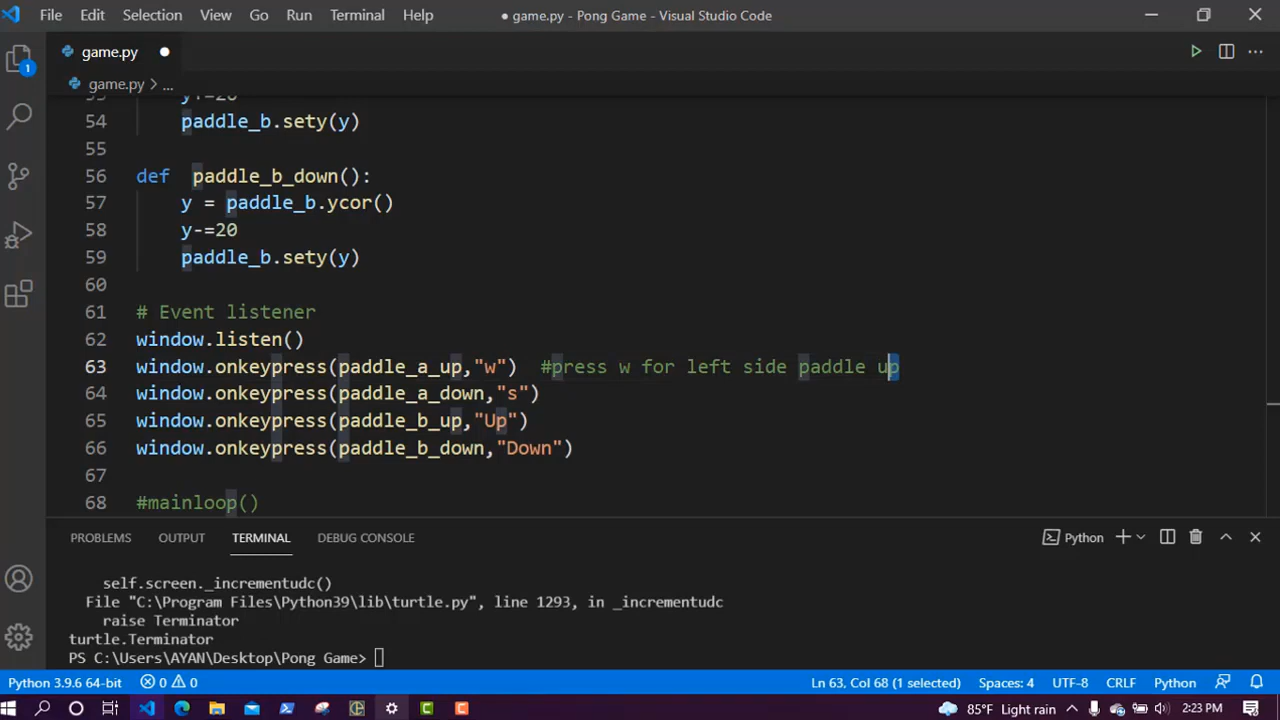 File Edit Selection View Go Run Terminal Help ● game.py - Pong Game - Visual Studio Code
game.py
1
game.py > ...
53 y+=20
54 paddle_b.sety(y)
55
56 def paddle_b_down():
57 y = paddle_b.ycor()
58 y-=20
59 paddle_b.sety(y)
60
61 # Event listener
62 window.listen()
63 window.onkeypress(paddle_a_up,"w") #press w for left side paddle up
64 window.onkeypress(paddle_a_down,"s")
65 window.onkeypress(paddle_b_up,"Up")
66 window.onkeypress(paddle_b_down,"Down")
67
68 #mainloop()
PROBLEMS OUTPUT TERMINAL DEBUG CONSOLE Python
self.screen._incrementudc()
File "C:\Program Files\Python39\lib\turtle.py", line 1293, in _incrementudc
raise Terminator
turtle.Terminator
PS C:\Users\AYAN\Desktop\Pong Game>
Python 3.9.6 64-bit 0 0 Ln 63, Col 68 (1 selected) Spaces: 4 UTF-8 CRLF Python
85°F Light rain 2:23 PM